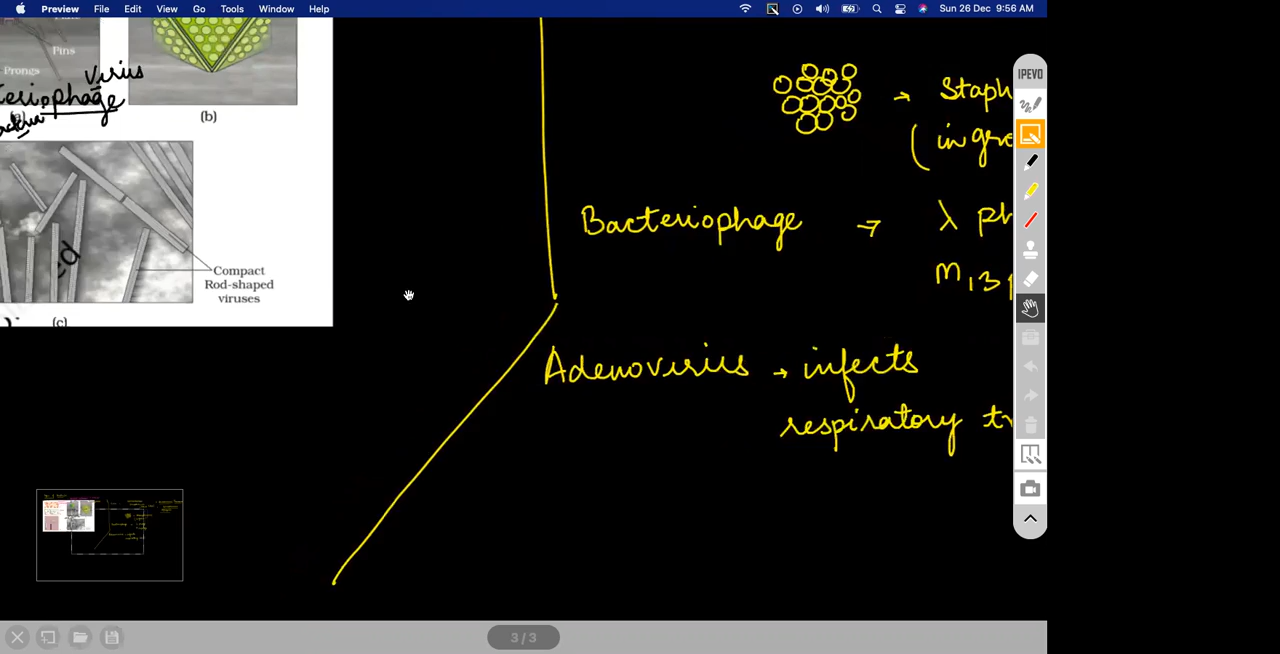 Preview File Edit View Go Tools Window Help
Sun 26 Dec 9:56 AM
Pins
Prongs
virus
teriophage
(a)
(b)
Compact
Rod-shaped
viruses
(c)
Staph
(in gre
Bacteriophage → λ ph
M13 p
Adenovirus → infects
respiratory tr
IPEVO
3 / 3